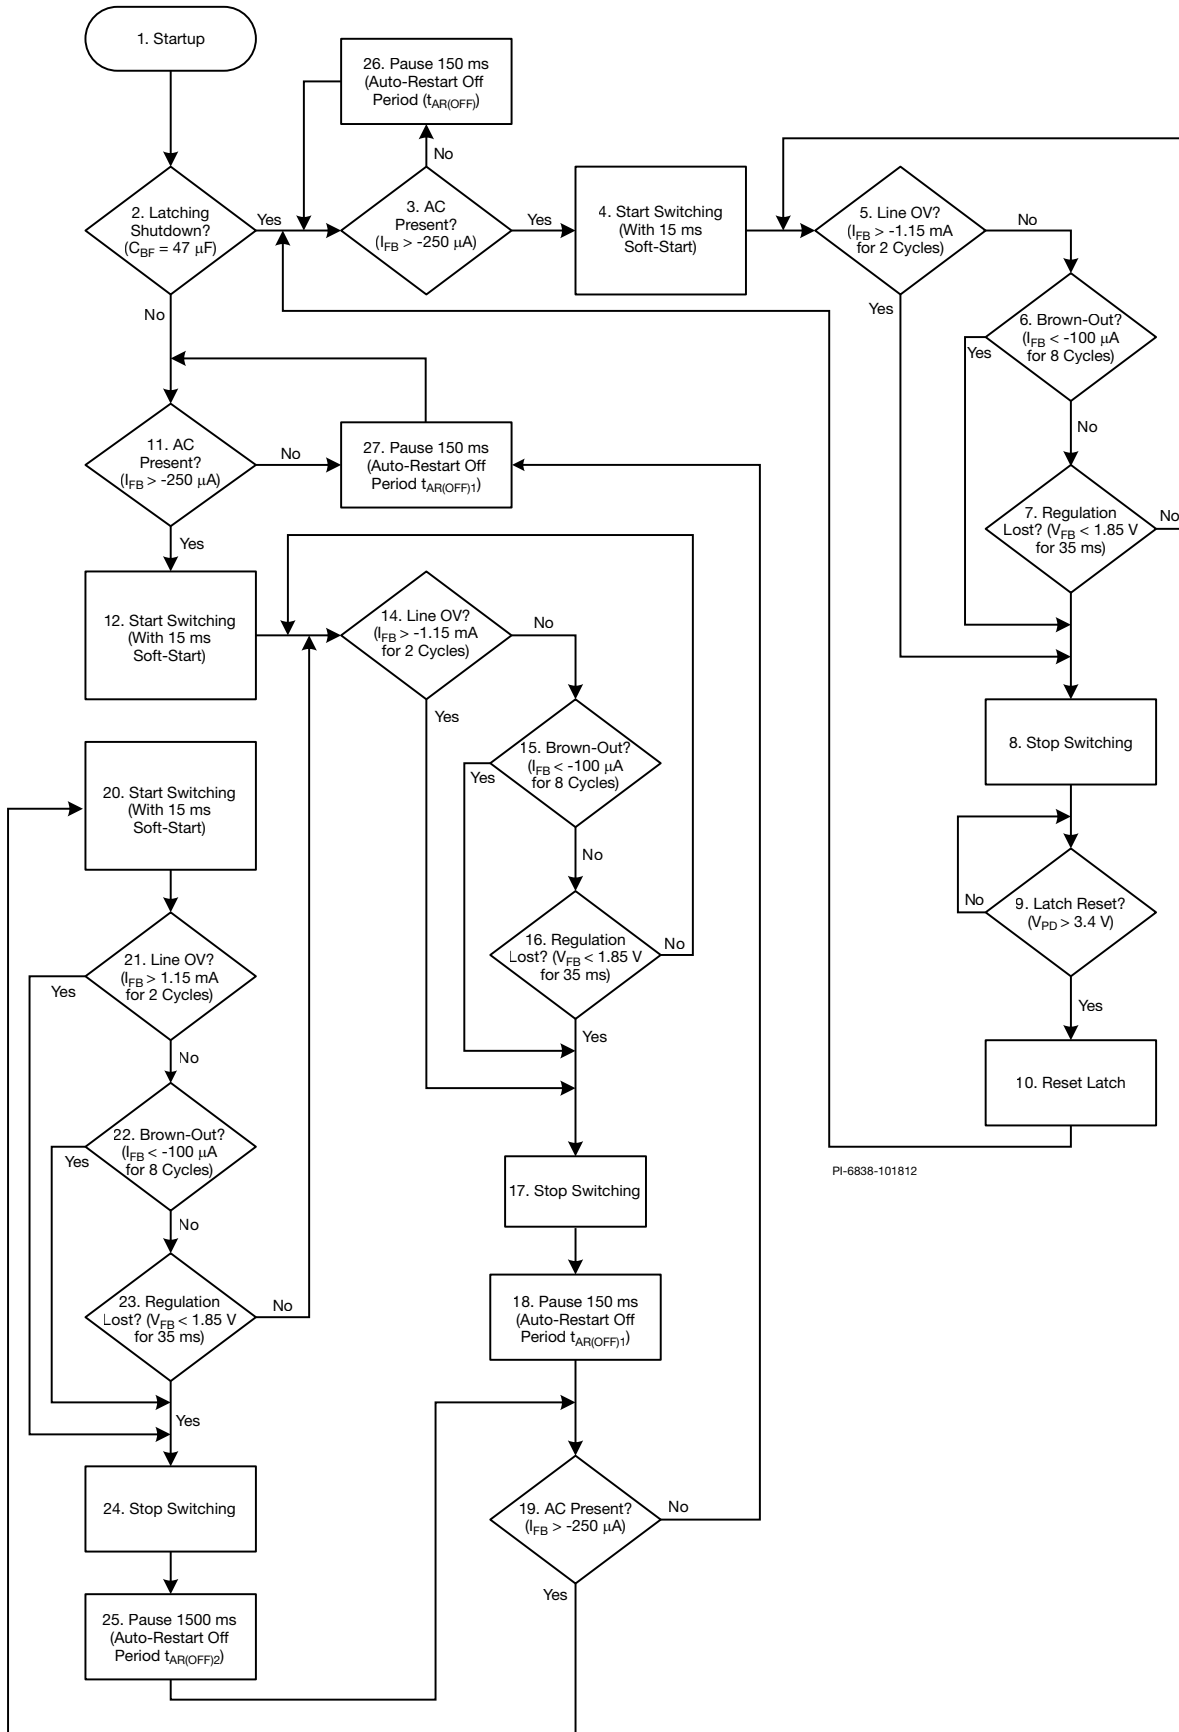 1. Startup
26. Pause 150 ms
(Auto-Restart Off
Period (tAR(OFF))
No
2. Latching
Shutdown?
(CBF = 47 μF)
Yes
No
3. AC
Present?
(IFB > -250 μA)
Yes
4. Start Switching
(With 15 ms
Soft-Start)
5. Line OV?
(IFB > -1.15 mA
for 2 Cycles)
No
Yes
6. Brown-Out?
(IFB < -100 μA
for 8 Cycles)
Yes
No
7. Regulation
Lost? (VFB < 1.85 V
for 35 ms)
No
8. Stop Switching
9. Latch Reset?
(VPD > 3.4 V)
No
Yes
10. Reset Latch
PI-6838-101812
11. AC
Present?
(IFB > -250 μA)
No
Yes
27. Pause 150 ms
(Auto-Restart Off
Period tAR(OFF)1)
12. Start Switching
(With 15 ms
Soft-Start)
14. Line OV?
(IFB > -1.15 mA
for 2 Cycles)
No
Yes
15. Brown-Out?
(IFB < -100 μA
for 8 Cycles)
Yes
No
16. Regulation
Lost? (VFB < 1.85 V
for 35 ms)
No
Yes
17. Stop Switching
18. Pause 150 ms
(Auto-Restart Off
Period tAR(OFF)1)
19. AC Present?
(IFB > -250 μA)
No
Yes
20. Start Switching
(With 15 ms
Soft-Start)
21. Line OV?
(IFB > 1.15 mA
for 2 Cycles)
Yes
No
22. Brown-Out?
(IFB < -100 μA
for 8 Cycles)
Yes
No
23. Regulation
Lost? (VFB < 1.85 V
for 35 ms)
No
Yes
24. Stop Switching
25. Pause 1500 ms
(Auto-Restart Off
Period tAR(OFF)2)